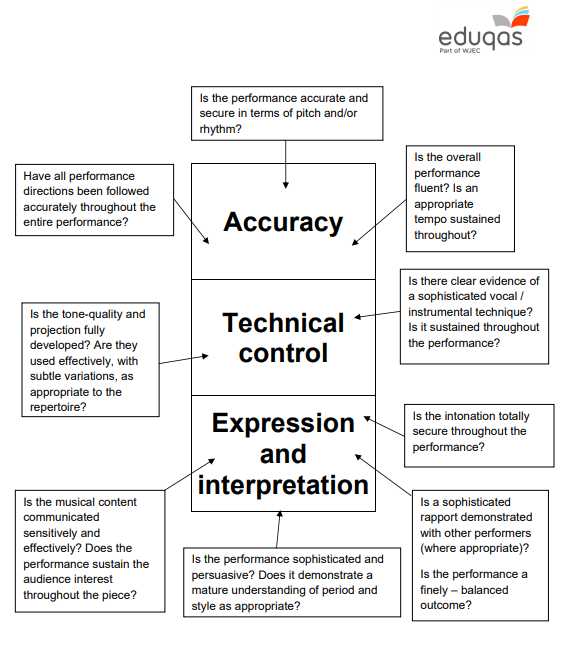 eduqas
Part of WJEC
Is the performance accurate and
secure in terms of pitch and/or
rhythm?
Have all performance
directions been followed
accurately throughout the
entire performance?
Is the overall
performance
fluent? Is an
appropriate
tempo sustained
throughout?
Accuracy
Is there clear evidence of
a sophisticated vocal /
instrumental technique?
Is it sustained throughout
the performance?
Is the tone-quality and
projection fully
developed? Are they
used effectively, with
subtle variations, as
appropriate to the
repertoire?
Technical
control
Is the intonation totally
secure throughout the
performance?
Expression
and
interpretation
Is the musical content
communicated
sensitively and
effectively? Does the
performance sustain the
audience interest
throughout the piece?
Is the performance sophisticated and
persuasive? Does it demonstrate a
mature understanding of period and
style as appropriate?
Is a sophisticated
rapport demonstrated
with other performers
(where appropriate)?
Is the performance a
finely – balanced
outcome?